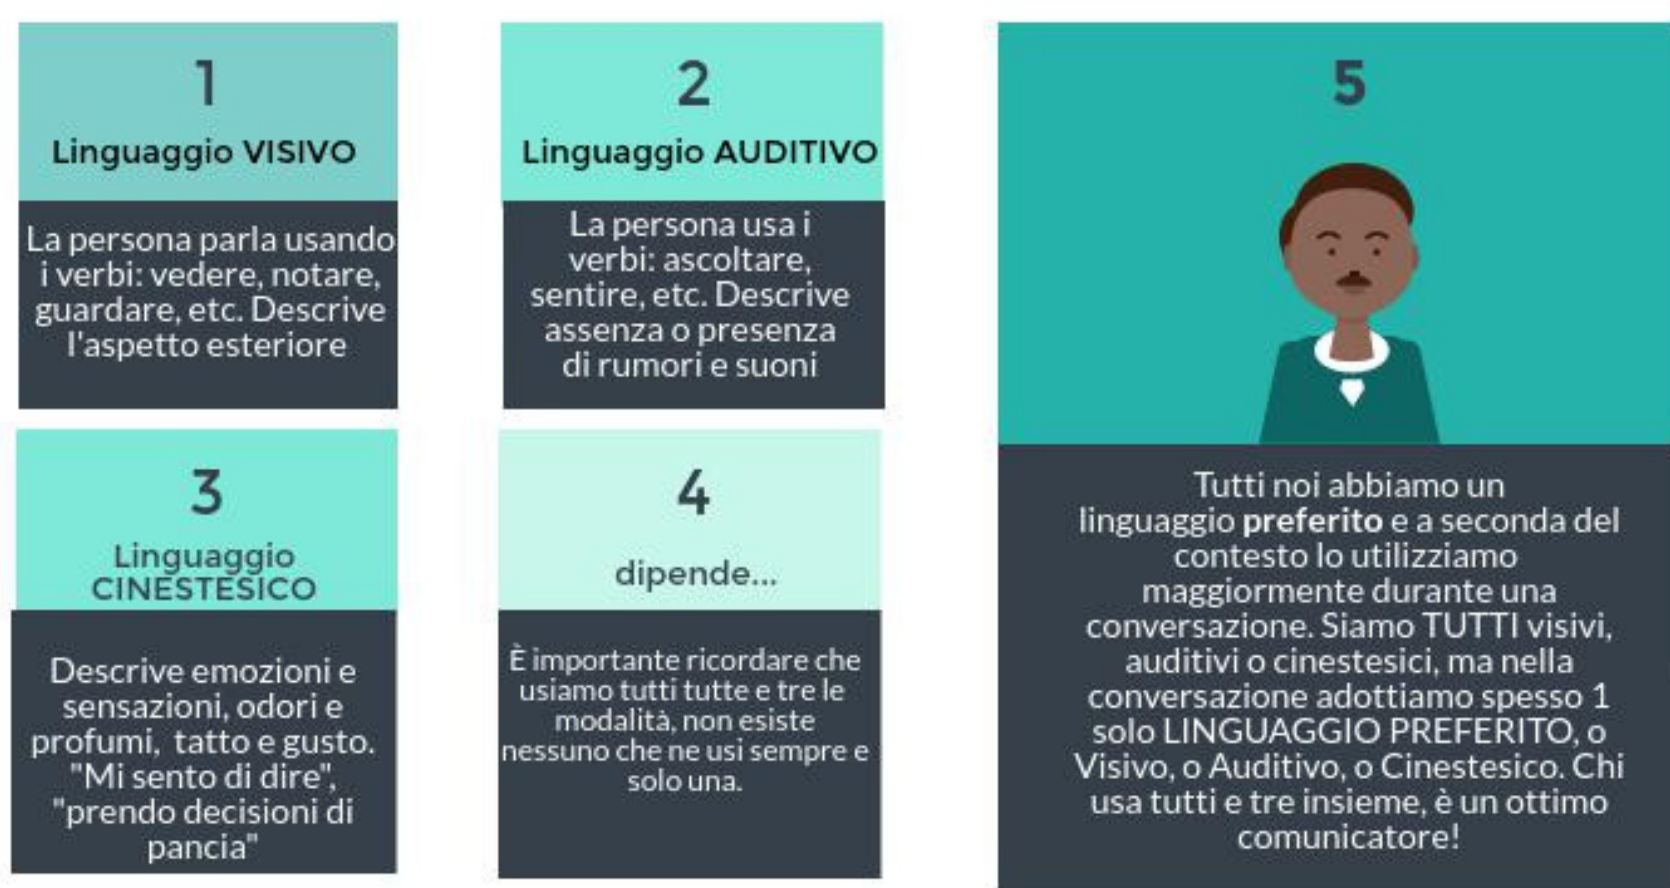 1
Linguaggio VISIVO
La persona parla usando
i verbi: vedere, notare,
guardare, etc. Descrive
l'aspetto esteriore
2
Linguaggio AUDITIVO
La persona usa i
verbi: ascoltare,
sentire, etc. Descrive
assenza o presenza
di rumori e suoni
3
Linguaggio
CINESTESICO
Descrive emozioni e
sensazioni, odori e
profumi, tatto e gusto.
"Mi sento di dire",
"prendo decisioni di
pancia"
4
dipende...
È importante ricordare che
usiamo tutti tutte e tre le
modalità, non esiste
nessuno che ne usi sempre e
solo una.
5
Tutti noi abbiamo un
linguaggio preferito e a seconda del
contesto lo utilizziamo
maggiormente durante una
conversazione. Siamo TUTTI visivi,
auditivi o cinestesici, ma nella
conversazione adottiamo spesso 1
solo LINGUAGGIO PREFERITO, o
Visivo, o Auditivo, o Cinestesico. Chi
usa tutti e tre insieme, è un ottimo
comunicatore!